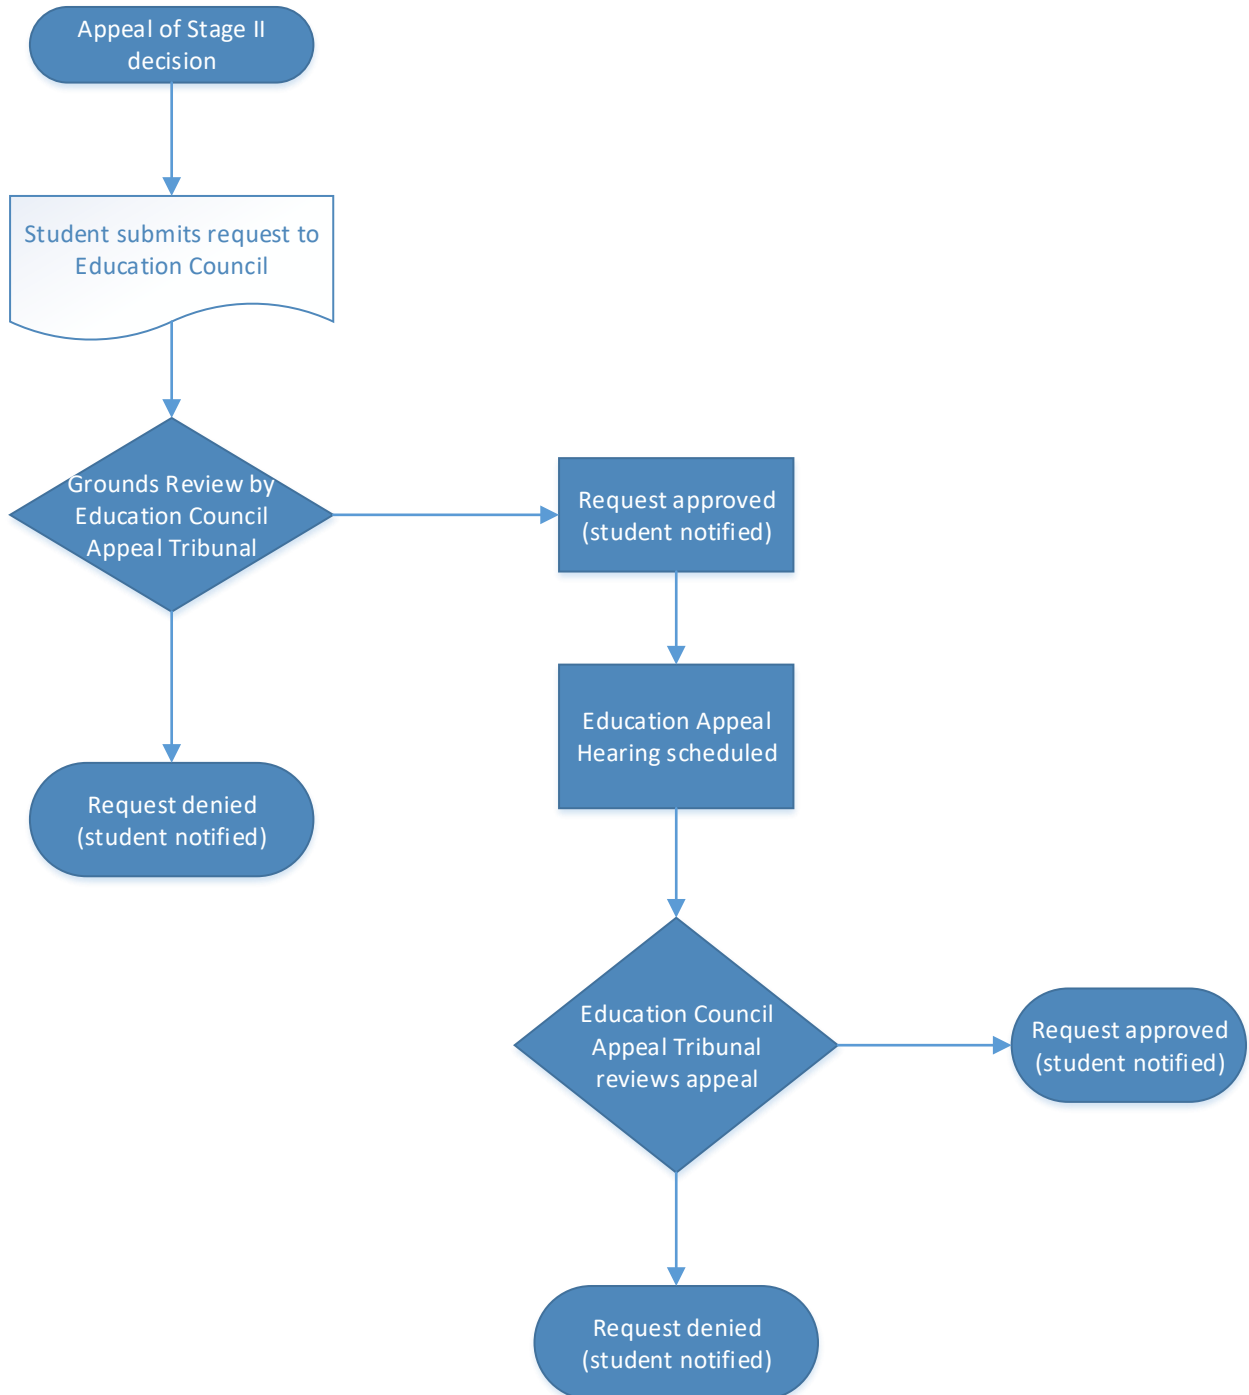 Appeal of Stage II
decision
Student submits request to
Education Council
Grounds Review by
Education Council
Appeal Tribunal
Request approved
(student notified)
Education Appeal
Hearing scheduled
Request denied
(student notified)
Education Council
Appeal Tribunal
reviews appeal
Request approved
(student notified)
Request denied
(student notified)